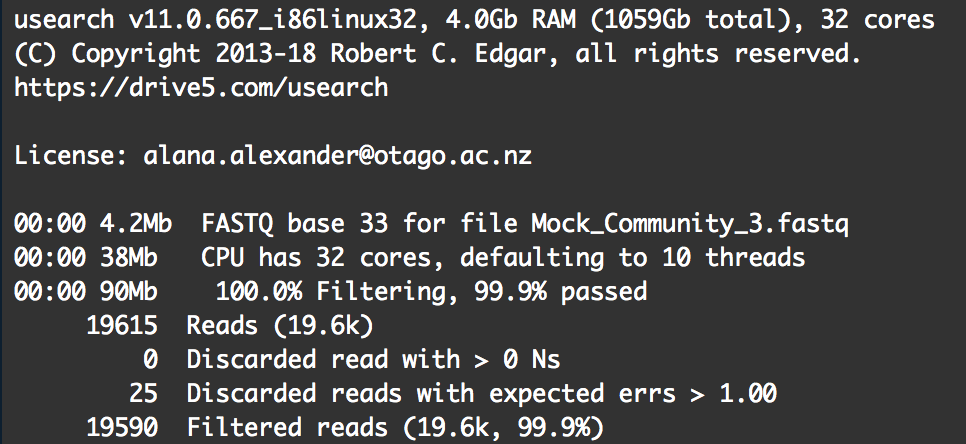 usearch v11.0.667_i86linux32, 4.0Gb RAM (1059Gb total), 32 cores
(C) Copyright 2013-18 Robert C. Edgar, all rights reserved.
https://drive5.com/usearch
License: alana.alexander@otago.ac.nz
00:00 4.2Mb  FASTQ base 33 for file Mock_Community_3.fastq
00:00 38Mb   CPU has 32 cores, defaulting to 10 threads
00:00 90Mb    100.0% Filtering, 99.9% passed
     19615  Reads (19.6k)
         0  Discarded read with > 0 Ns
        25  Discarded reads with expected errs > 1.00
     19590  Filtered reads (19.6k, 99.9%)